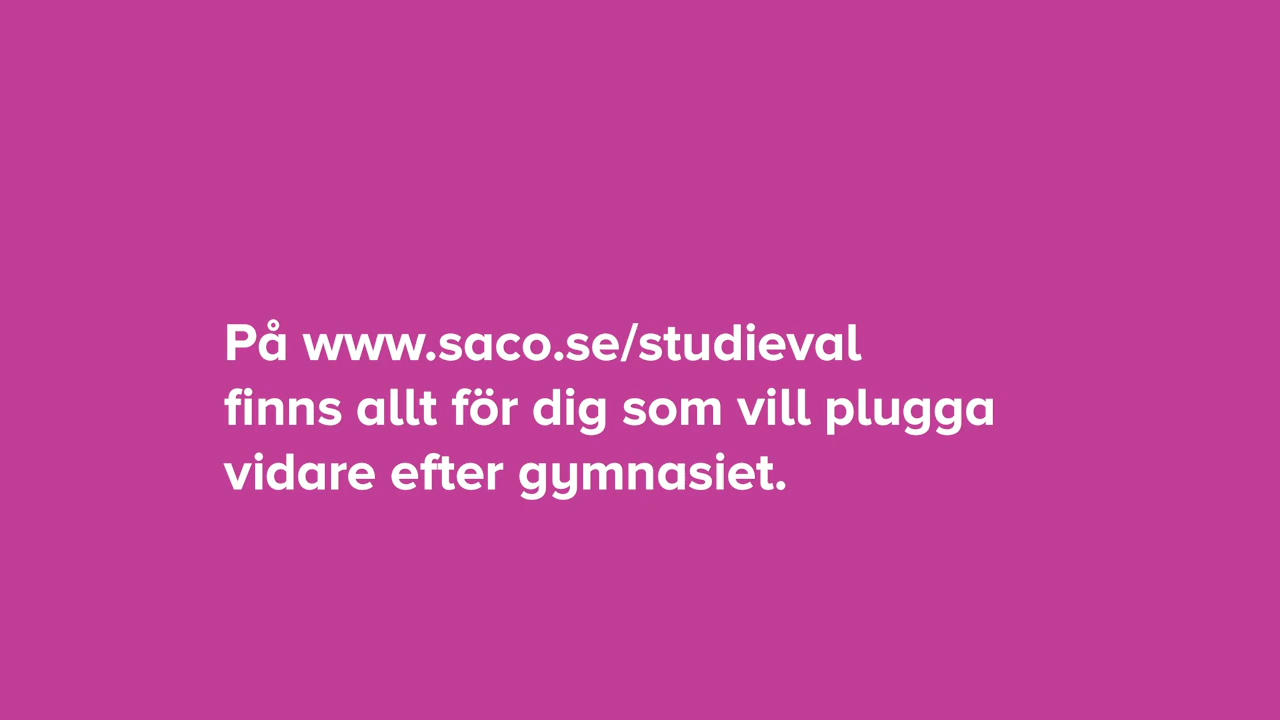 På www.saco.se/studieval
finns allt för dig som vill plugga
vidare efter gymnasiet.